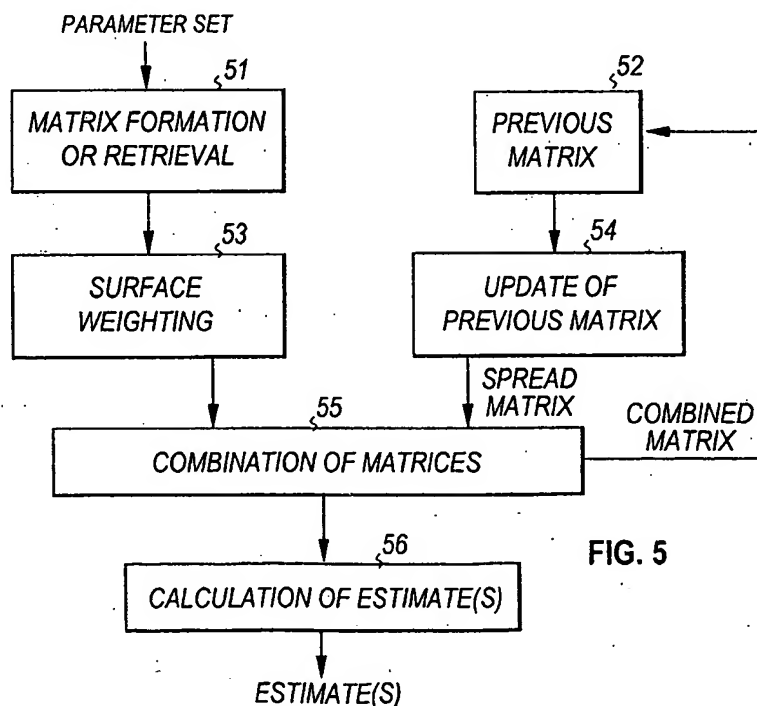 PARAMETER SET
51
MATRIX FORMATION
OR RETRIEVAL
52
PREVIOUS
MATRIX
53
SURFACE
WEIGHTING
54
UPDATE OF
PREVIOUS MATRIX
SPREAD
MATRIX
COMBINED
MATRIX
55
COMBINATION OF MATRICES
56
CALCULATION OF ESTIMATE(S)
FIG. 5
ESTIMATE(S)